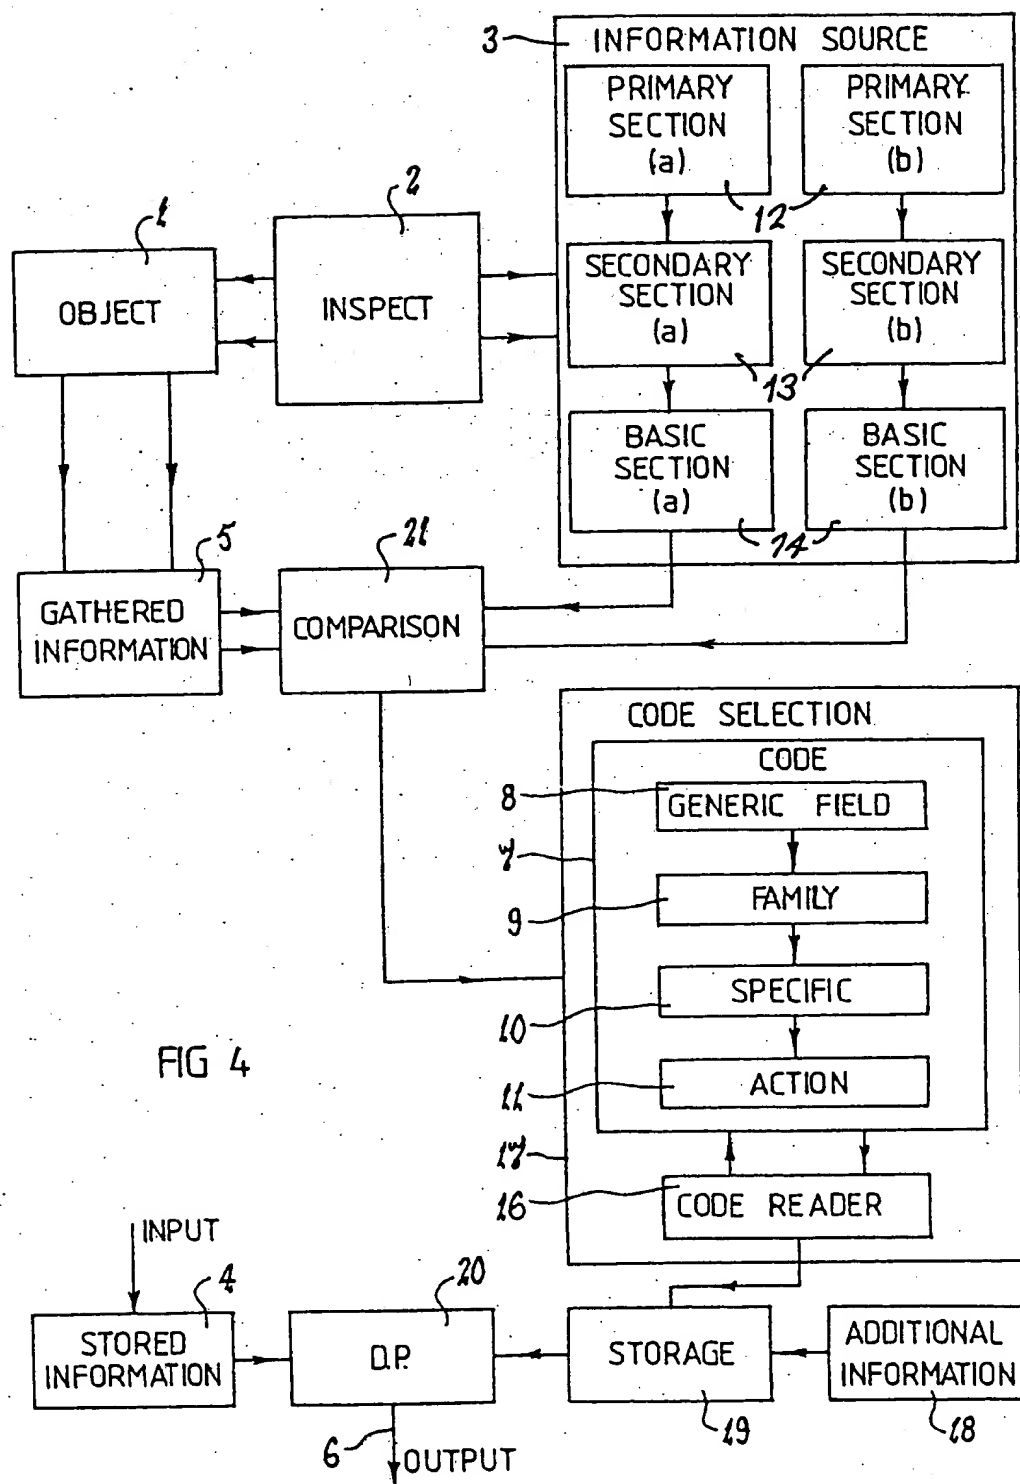 3 INFORMATION SOURCE
PRIMARY
SECTION
(a)
PRIMARY
SECTION
(b)
12
1
2
OBJECT
INSPECT
SECONDARY
SECTION
(a)
SECONDARY
SECTION
(b)
13
BASIC
SECTION
(a)
BASIC
SECTION
(b)
14
5
21
GATHERED
INFORMATION
COMPARISON
CODE SELECTION
CODE
8
GENERIC FIELD
7
FAMILY
9
SPECIFIC
10
ACTION
11
17
16
CODE READER
FIG 4
INPUT
4
STORED
INFORMATION
20
D.P.
STORAGE
ADDITIONAL
INFORMATION
19
18
6
OUTPUT